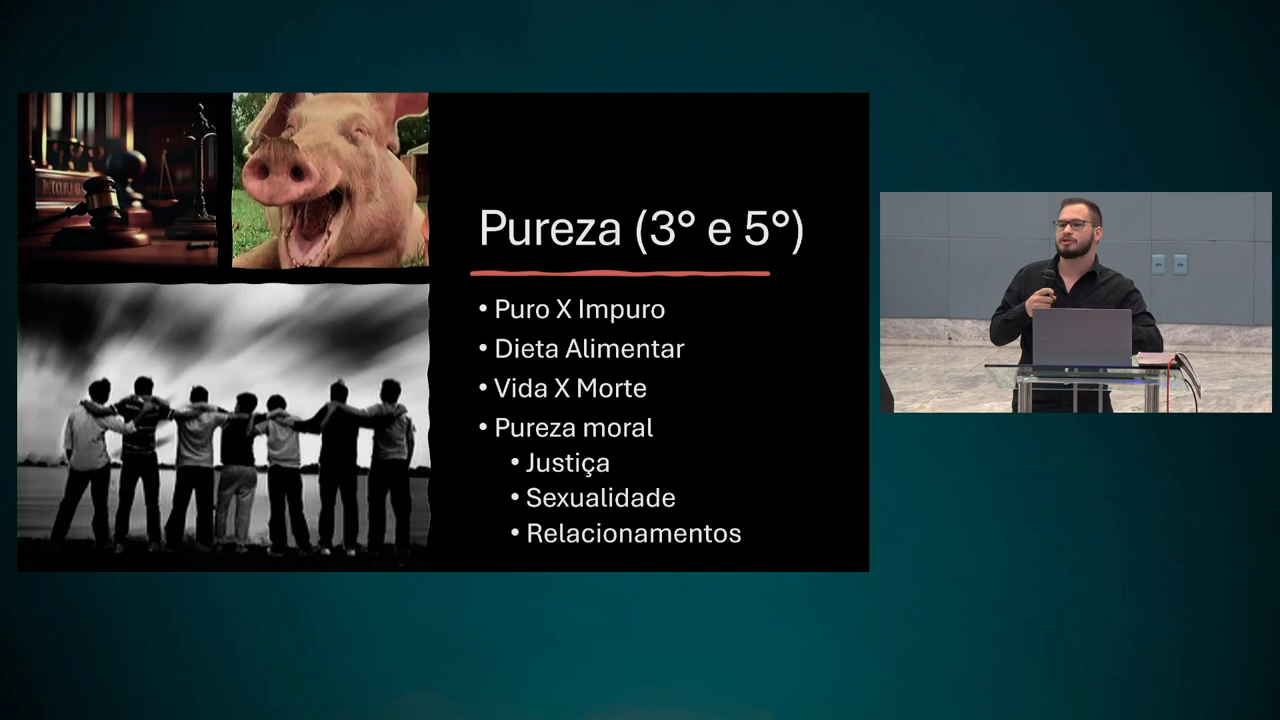 Pureza (3° e 5°)
• Puro X Impuro
• Dieta Alimentar
• Vida X Morte
• Pureza moral
• Justiça
• Sexualidade
• Relacionamentos